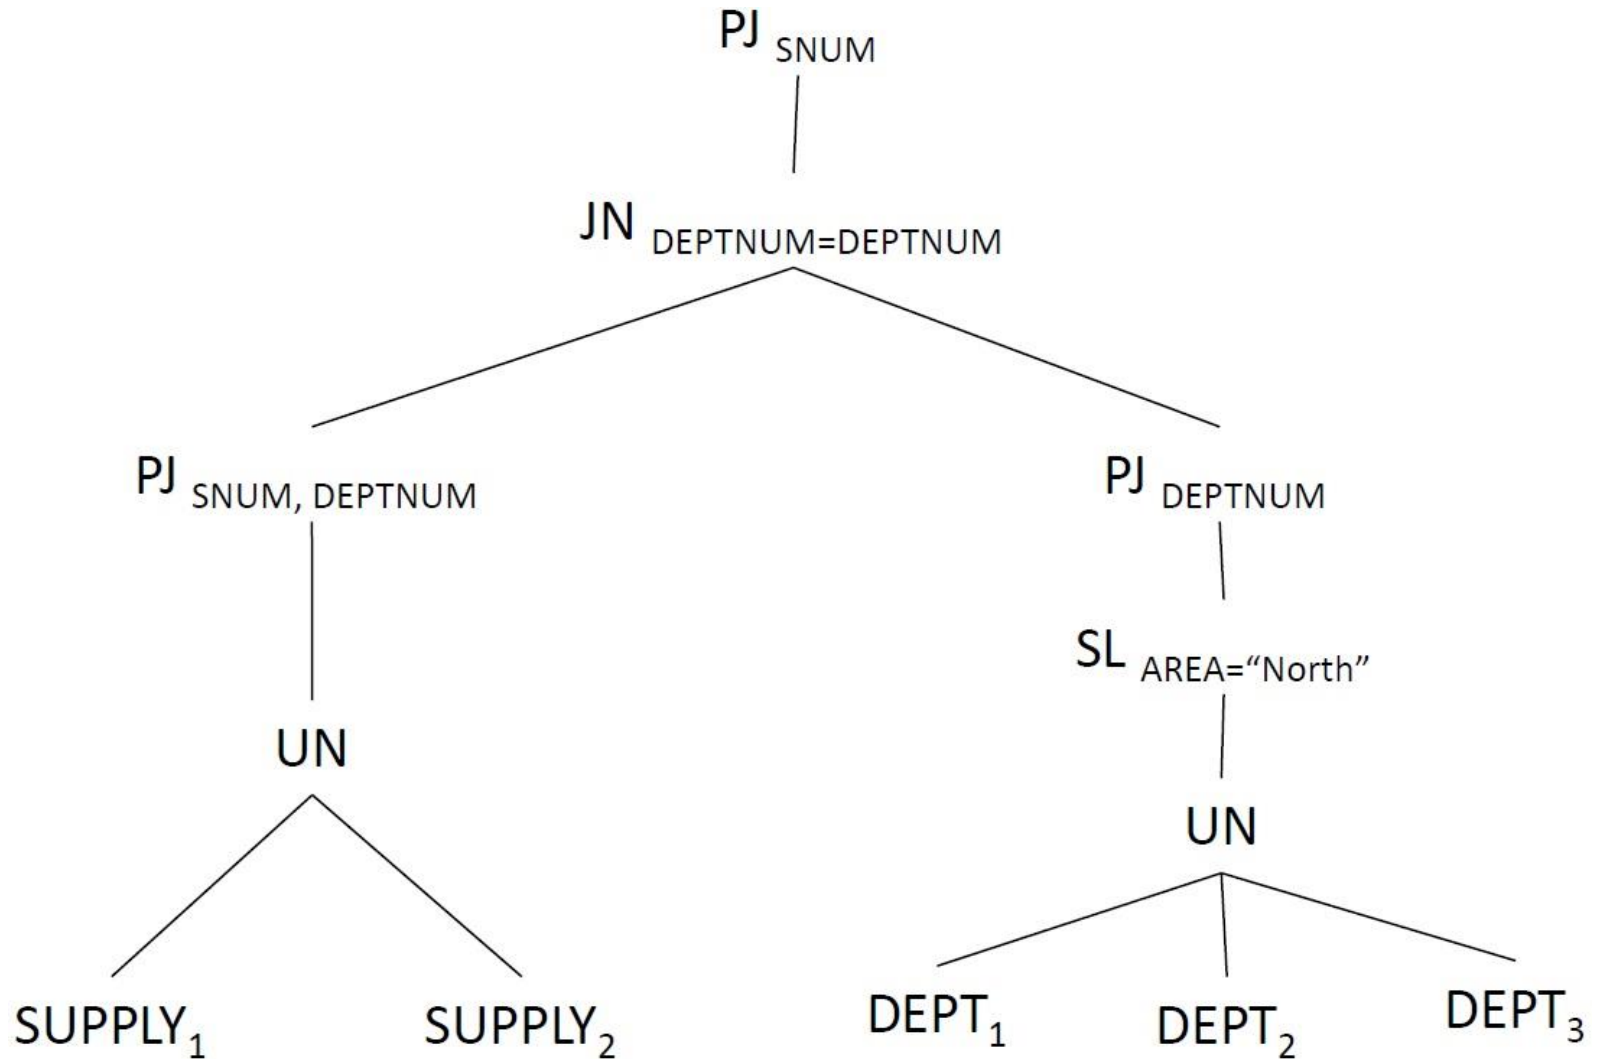 PJ SNUM
JN DEPTNUM=DEPTNUM
PJ SNUM, DEPTNUM
PJ DEPTNUM
SL AREA=“North”
UN
UN
SUPPLY1
SUPPLY2
DEPT1
DEPT2
DEPT3